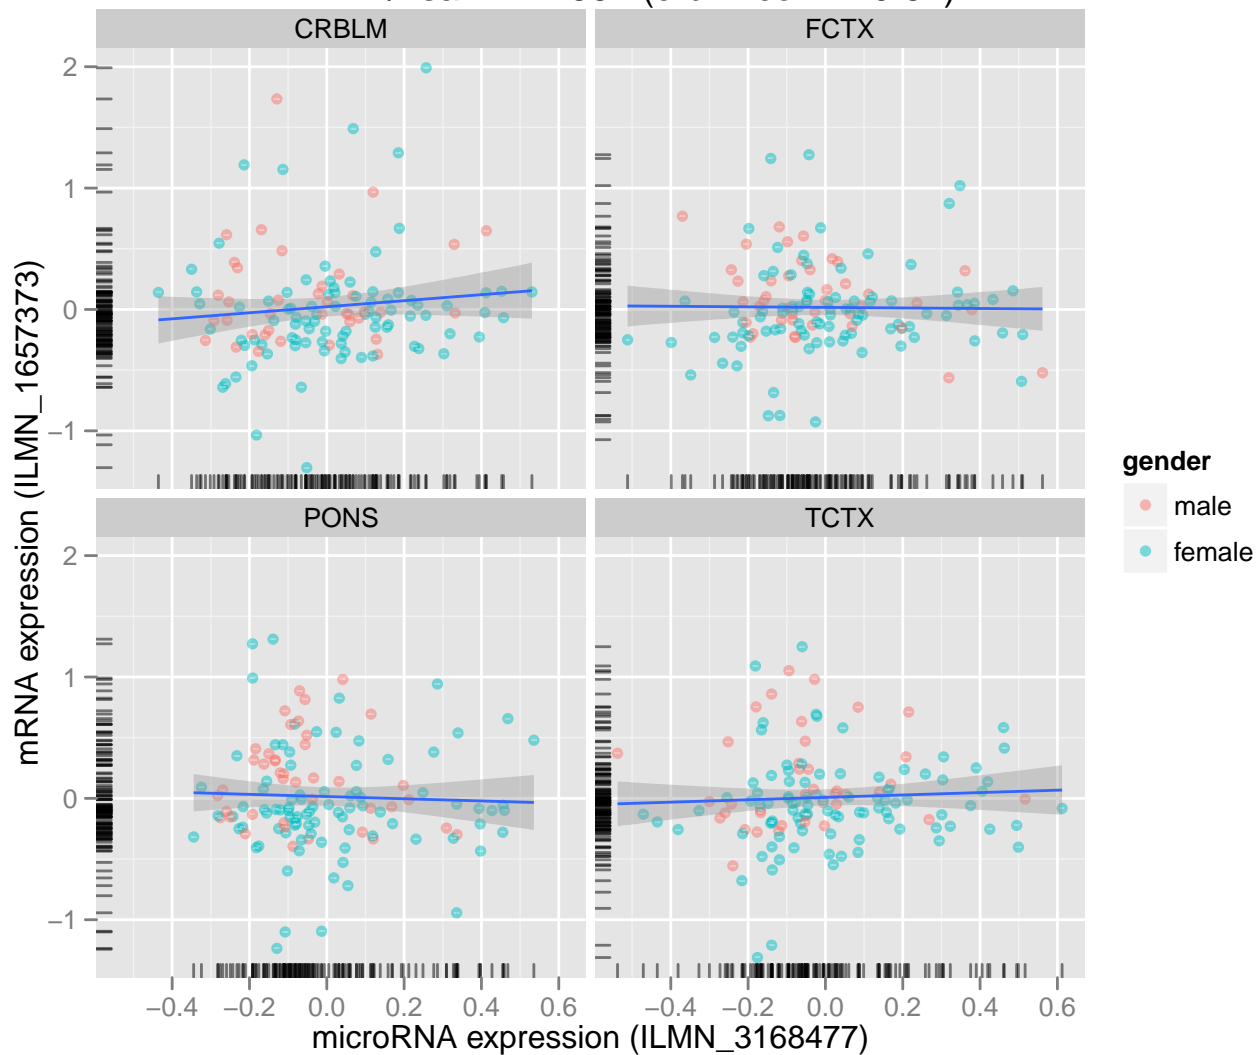 CRBLM FCTX
2
1
0
−1
PONS TCTX
2
1
0
−1
−0.4 −0.2 0.0 0.2 0.4 0.6 −0.4 −0.2 0.0 0.2 0.4 0.6
microRNA expression (ILMN_3168477)
mRNA expression (ILMN_1657373)
gender
male
female